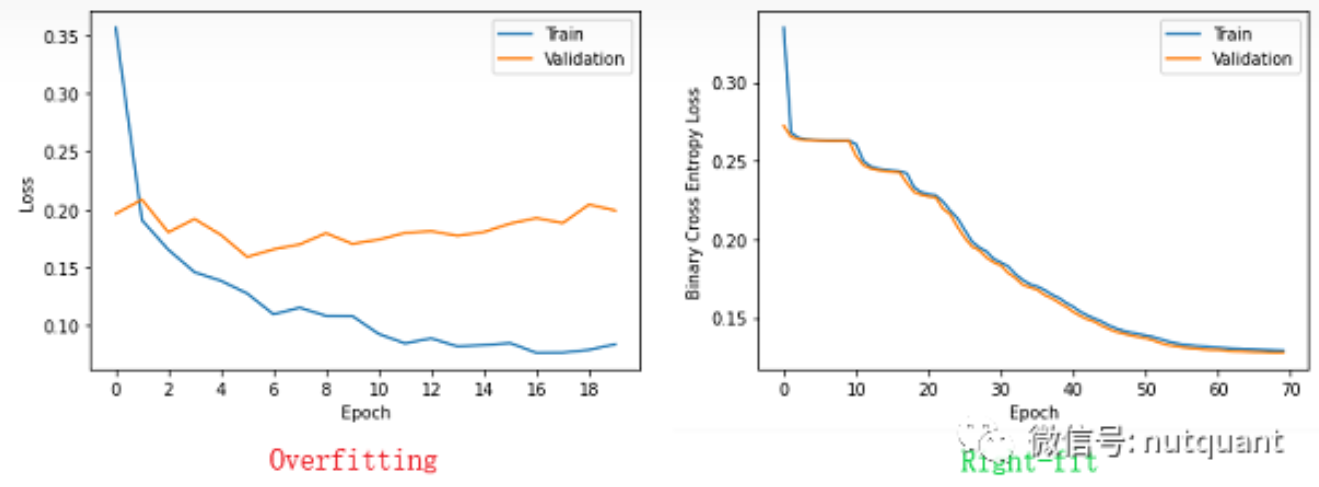 0.35
0.30
0.25
0.20
0.15
0.10
Loss
Train
Validation
0 2 4 6 8 10 12 14 16 18
Epoch
Overfitting
0.30
0.25
0.20
0.15
Binary Cross Entropy Loss
Train
Validation
0 10 20 30 40 50 60 70
Epoch
Right-fit
微信号: nutquant